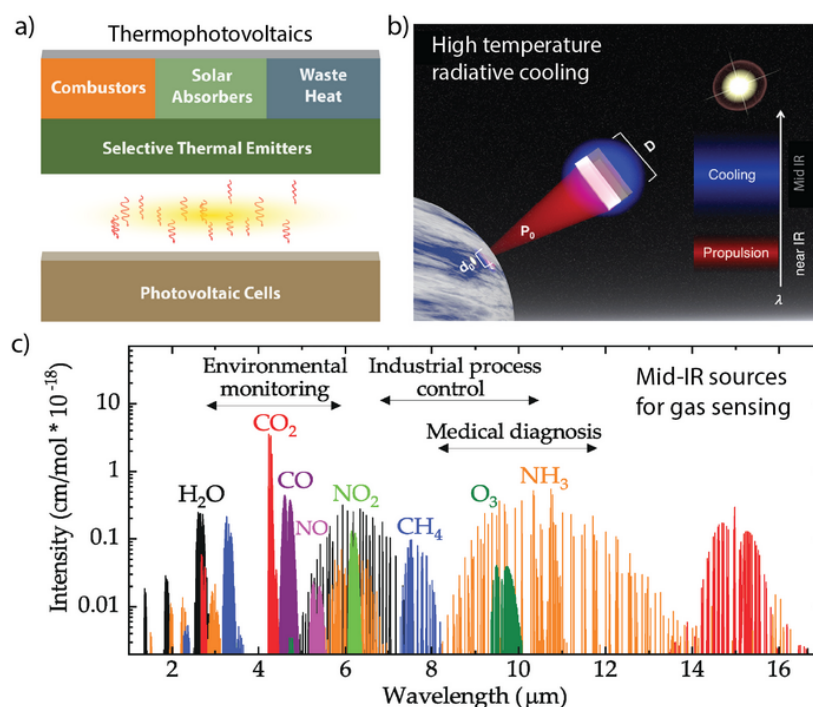 a)
Thermophotovoltaics
Combustors
Solar
Absorbers
Waste
Heat
Selective Thermal Emitters
Photovoltaic Cells
b)
High temperature
radiative cooling
D
P₀
d₀
Cooling
Propulsion
Mid IR
near IR
λ
c)
Environmental
monitoring
Industrial process
control
Medical diagnosis
Mid-IR sources
for gas sensing
H₂O
CO₂
CO
NO
NO₂
CH₄
O₃
NH₃
Intensity (cm/mol * 10⁻¹⁸)
10
1
0.1
0.01
2 4 6 8 10 12 14 16
Wavelength (μm)